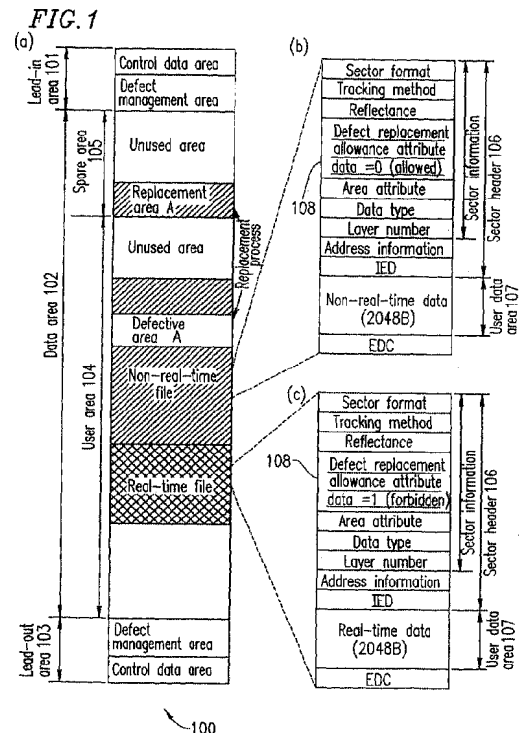 FIG. 1
(a)
Lead-in
area 101
Control data area
Defect
management area
Data area 102
Spare area
105
Unused area
Replacement
area A
User area 104
Unused area
Replacement
process
Defective
area A
Non-real-time
file
Real-time file
Lead-out
area 103
Defect
management area
Control data area
100
(b)
Sector format
Tracking method
Reflectance
Defect replacement
allowance attribute
data =0 (allowed)
108
Area attribute
Data type
Layer number
Address information
IED
Non-real-time data
(2048B)
EDC
Sector information
Sector header 106
User data
area 107
(c)
Sector format
Tracking method
Reflectance
108
Defect replacement
allowance attribute
data =1 (forbidden)
Area attribute
Data type
Layer number
Address information
IED
Real-time data
(2048B)
EDC
Sector information
Sector header 106
User data
area 107